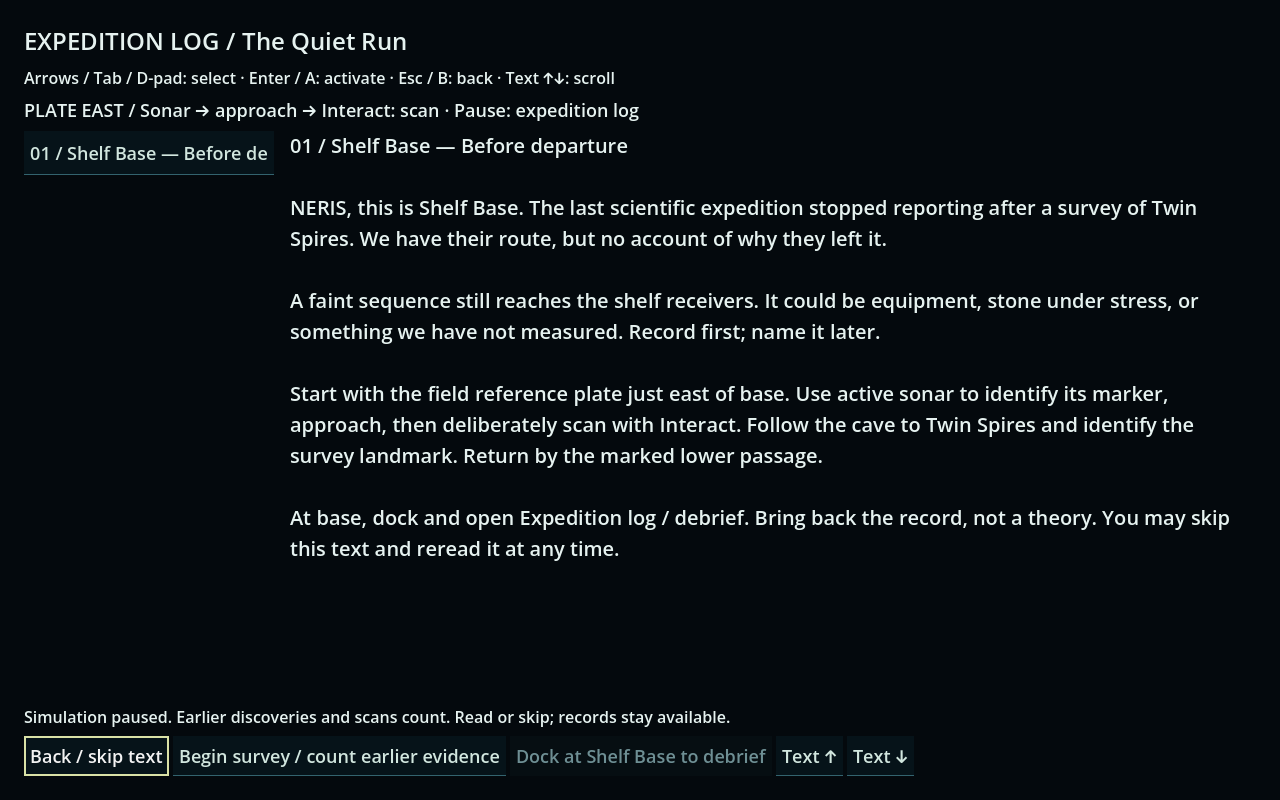 EXPEDITION LOG / The Quiet Run
Arrows / Tab / D-pad: select · Enter / A: activate · Esc / B: back · Text ↑↓: scroll
PLATE EAST / Sonar → approach → Interact: scan · Pause: expedition log
01 / Shelf Base — Before de
01 / Shelf Base — Before departure
NERIS, this is Shelf Base. The last scientific expedition stopped reporting after a survey of Twin
Spires. We have their route, but no account of why they left it.
A faint sequence still reaches the shelf receivers. It could be equipment, stone under stress, or
something we have not measured. Record first; name it later.
Start with the field reference plate just east of base. Use active sonar to identify its marker,
approach, then deliberately scan with Interact. Follow the cave to Twin Spires and identify the
survey landmark. Return by the marked lower passage.
At base, dock and open Expedition log / debrief. Bring back the record, not a theory. You may skip
this text and reread it at any time.
Simulation paused. Earlier discoveries and scans count. Read or skip; records stay available.
Back / skip text
Begin survey / count earlier evidence
Dock at Shelf Base to debrief
Text ↑
Text ↓